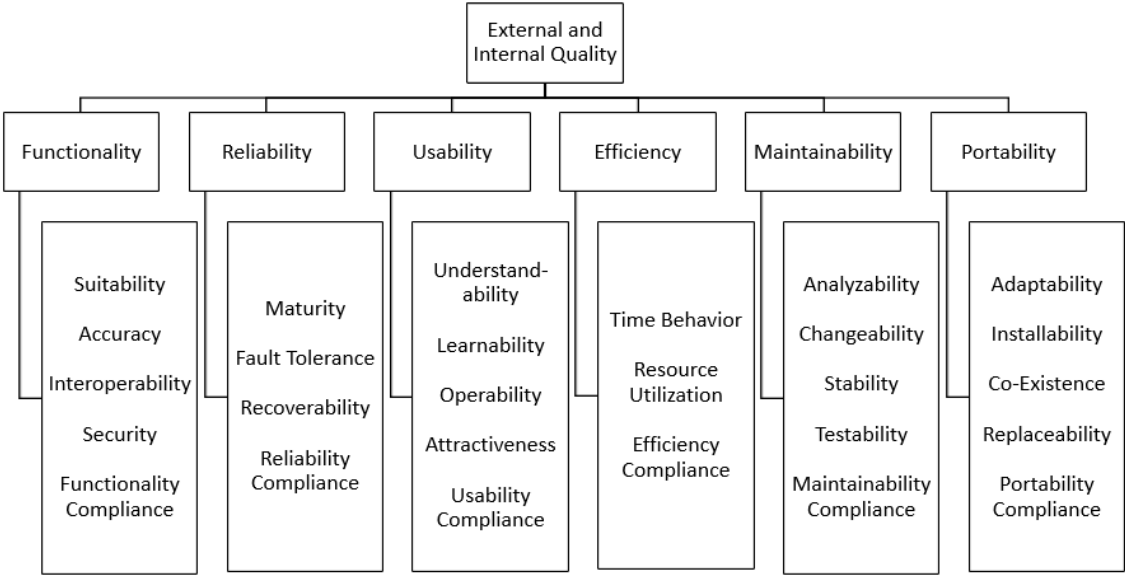 External and
Internal Quality
Functionality
Reliability
Usability
Efficiency
Maintainability
Portability
Suitability
Accuracy
Interoperability
Security
Functionality
Compliance
Maturity
Fault Tolerance
Recoverability
Reliability
Compliance
Understand-
ability
Learnability
Operability
Attractiveness
Usability
Compliance
Time Behavior
Resource
Utilization
Efficiency
Compliance
Analyzability
Changeability
Stability
Testability
Maintainability
Compliance
Adaptability
Installability
Co-Existence
Replaceability
Portability
Compliance